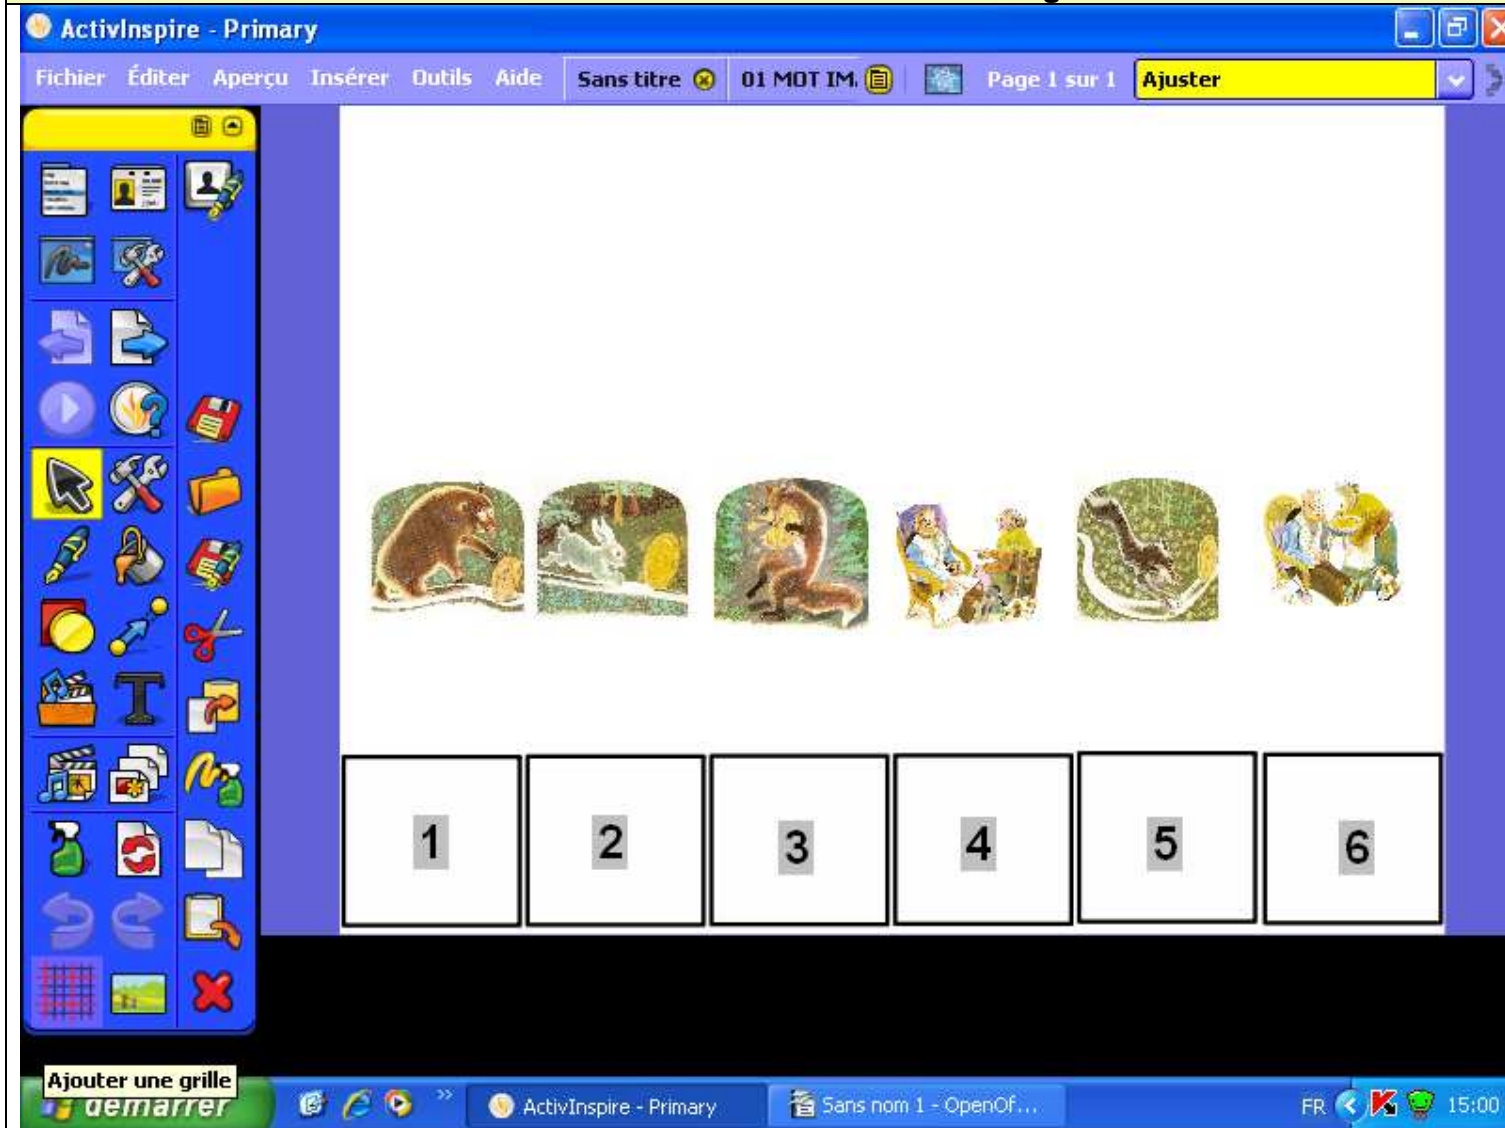 ActivInspire - Primary
Fichier Éditer Aperçu Insérer Outils Aide Sans titre 01 MOT IM. Page 1 sur 1 Ajuster
1 2 3 4 5 6
Ajouter une grille
démarrer ActivInspire - Primary Sans nom 1 - OpenOf... FR 15:00